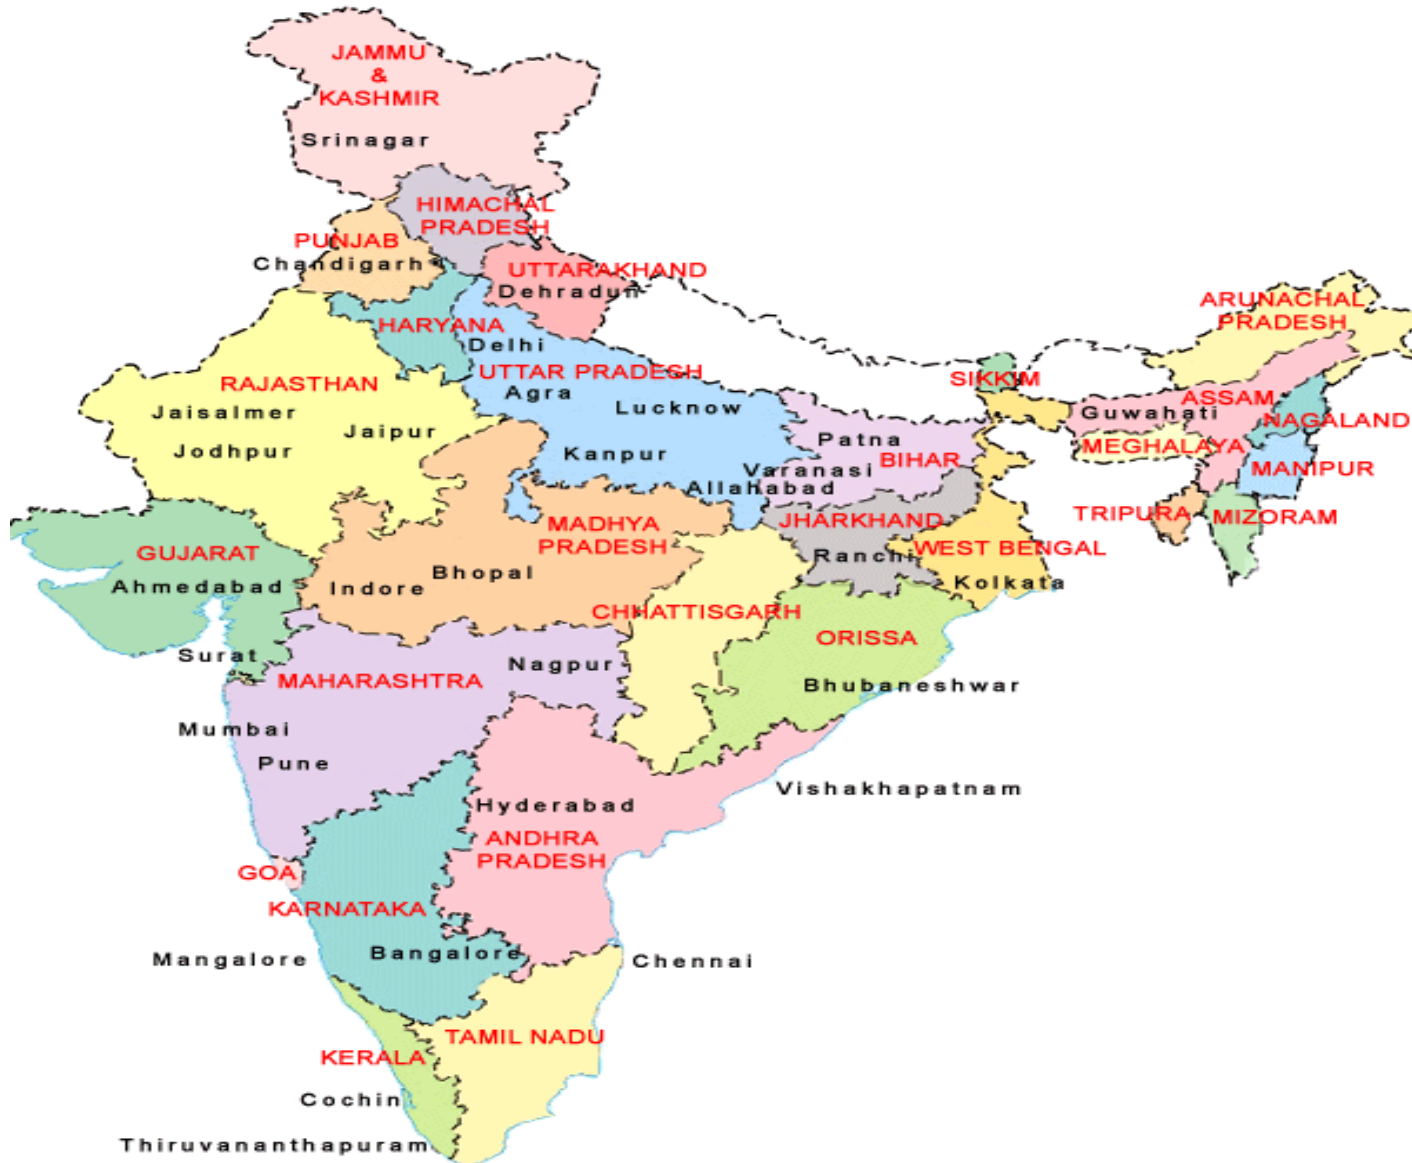 JAMMU
&
KASHMIR
Srinagar
HIMACHAL
PRADESH
PUNJAB
Chandigarh
UTTARAKHAND
Dehradun
HARYANA
Delhi
UTTAR PRADESH
Agra
Lucknow
Kanpur
Varanasi
Allahabad
RAJASTHAN
Jaisalmer
Jaipur
Jodhpur
ARUNACHAL
PRADESH
SIKKIM
ASSAM
Guwahati
NAGALAND
MEGHALAYA
MANIPUR
TRIPURA
MIZORAM
Patna
BIHAR
JHARKHAND
Ranchi
WEST BENGAL
Kolkata
GUJARAT
Ahmedabad
Surat
MADHYA
PRADESH
Bhopal
Indore
CHHATTISGARH
ORISSA
Bhubaneshwar
Nagpur
MAHARASHTRA
Mumbai
Pune
Vishakhapatnam
Hyderabad
ANDHRA
PRADESH
GOA
KARNATAKA
Mangalore
Bangalore
Chennai
TAMIL NADU
KERALA
Cochin
Thiruvananthapuram